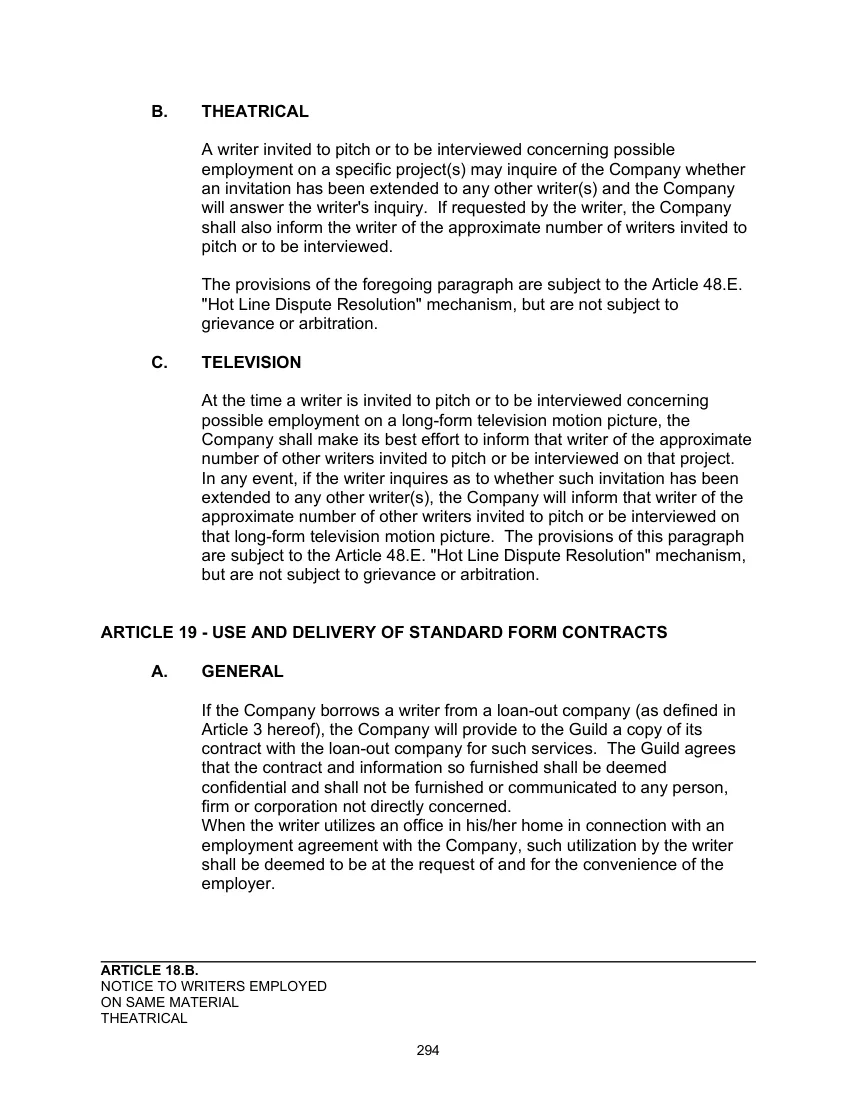 B. THEATRICAL
A writer invited to pitch or to be interviewed concerning possible
employment on a specific project(s) may inquire of the Company whether
an invitation has been extended to any other writer(s) and the Company
will answer the writer's inquiry.  If requested by the writer, the Company
shall also inform the writer of the approximate number of writers invited to
pitch or to be interviewed.
The provisions of the foregoing paragraph are subject to the Article 48.E.
"Hot Line Dispute Resolution" mechanism, but are not subject to
grievance or arbitration.
C. TELEVISION
At the time a writer is invited to pitch or to be interviewed concerning
possible employment on a long-form television motion picture, the
Company shall make its best effort to inform that writer of the approximate
number of other writers invited to pitch or be interviewed on that project.
In any event, if the writer inquires as to whether such invitation has been
extended to any other writer(s), the Company will inform that writer of the
approximate number of other writers invited to pitch or be interviewed on
that long-form television motion picture.  The provisions of this paragraph
are subject to the Article 48.E. "Hot Line Dispute Resolution" mechanism,
but are not subject to grievance or arbitration.
ARTICLE 19 - USE AND DELIVERY OF STANDARD FORM CONTRACTS
A. GENERAL
If the Company borrows a writer from a loan-out company (as defined in
Article 3 hereof), the Company will provide to the Guild a copy of its
contract with the loan-out company for such services.  The Guild agrees
that the contract and information so furnished shall be deemed
confidential and shall not be furnished or communicated to any person,
firm or corporation not directly concerned.
When the writer utilizes an office in his/her home in connection with an
employment agreement with the Company, such utilization by the writer
shall be deemed to be at the request of and for the convenience of the
employer.
ARTICLE 18.B.
NOTICE TO WRITERS EMPLOYED
ON SAME MATERIAL
THEATRICAL
294